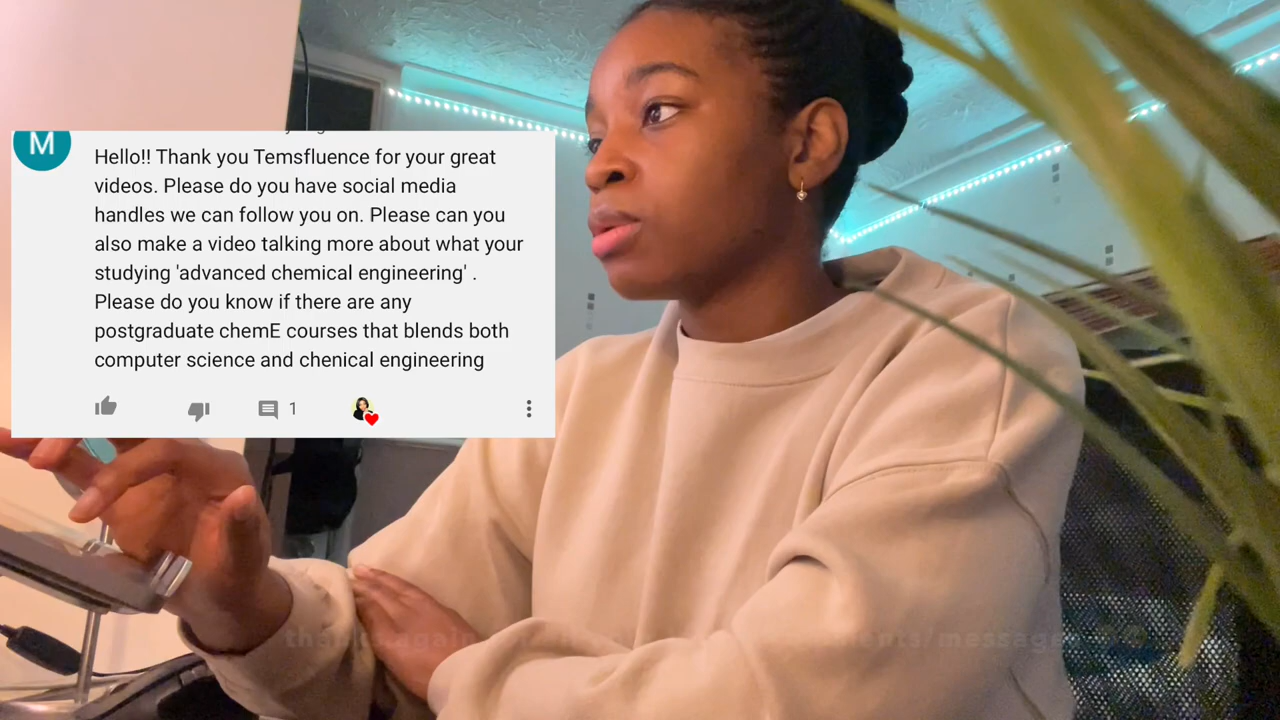 M
Hello!! Thank you Temsfluence for your great
videos. Please do you have social media
handles we can follow you on. Please can you
also make a video talking more about what your
studying 'advanced chemical engineering' .
Please do you know if there are any
postgraduate chemE courses that blends both
computer science and chenical engineering
1
again
/message